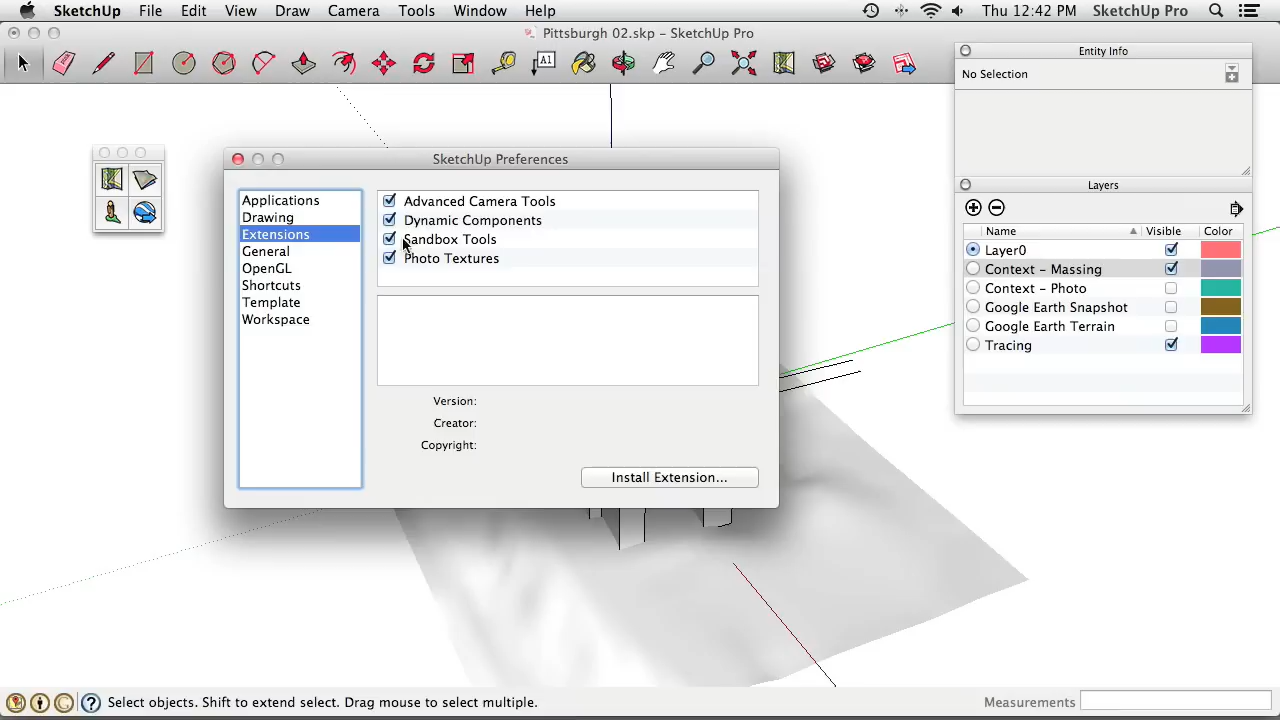 SketchUp File Edit View Draw Camera Tools Window Help Thu 12:42 PM SketchUp Pro
Pittsburgh 02.skp – SketchUp Pro
A1
Entity Info
No Selection
SketchUp Preferences
Applications
Drawing
Extensions
General
OpenGL
Shortcuts
Template
Workspace
Advanced Camera Tools
Dynamic Components
Sandbox Tools
Photo Textures
Version:
Creator:
Copyright:
Install Extension...
Layers
Name Visible Color
Layer0
Context – Massing
Context – Photo
Google Earth Snapshot
Google Earth Terrain
Tracing
Select objects. Shift to extend select. Drag mouse to select multiple.
Measurements